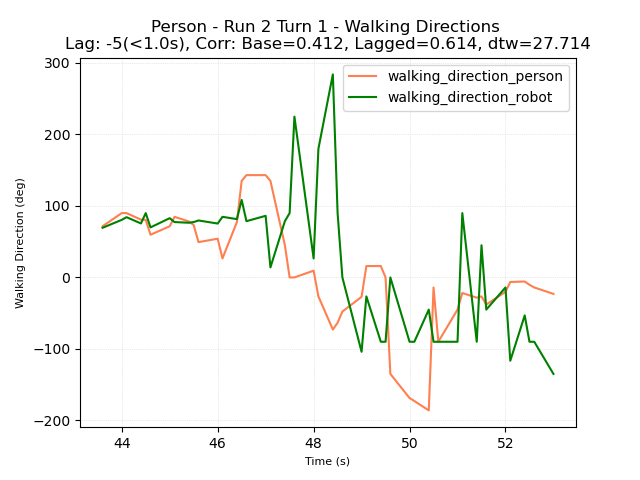 Person - Run 2 Turn 1 - Walking Directions
Lag: -5(<1.0s), Corr: Base=0.412, Lagged=0.614, dtw=27.714
walking_direction_person
walking_direction_robot
Walking Direction (deg)
300
200
100
0
−100
−200
44
46
48
50
52
Time (s)